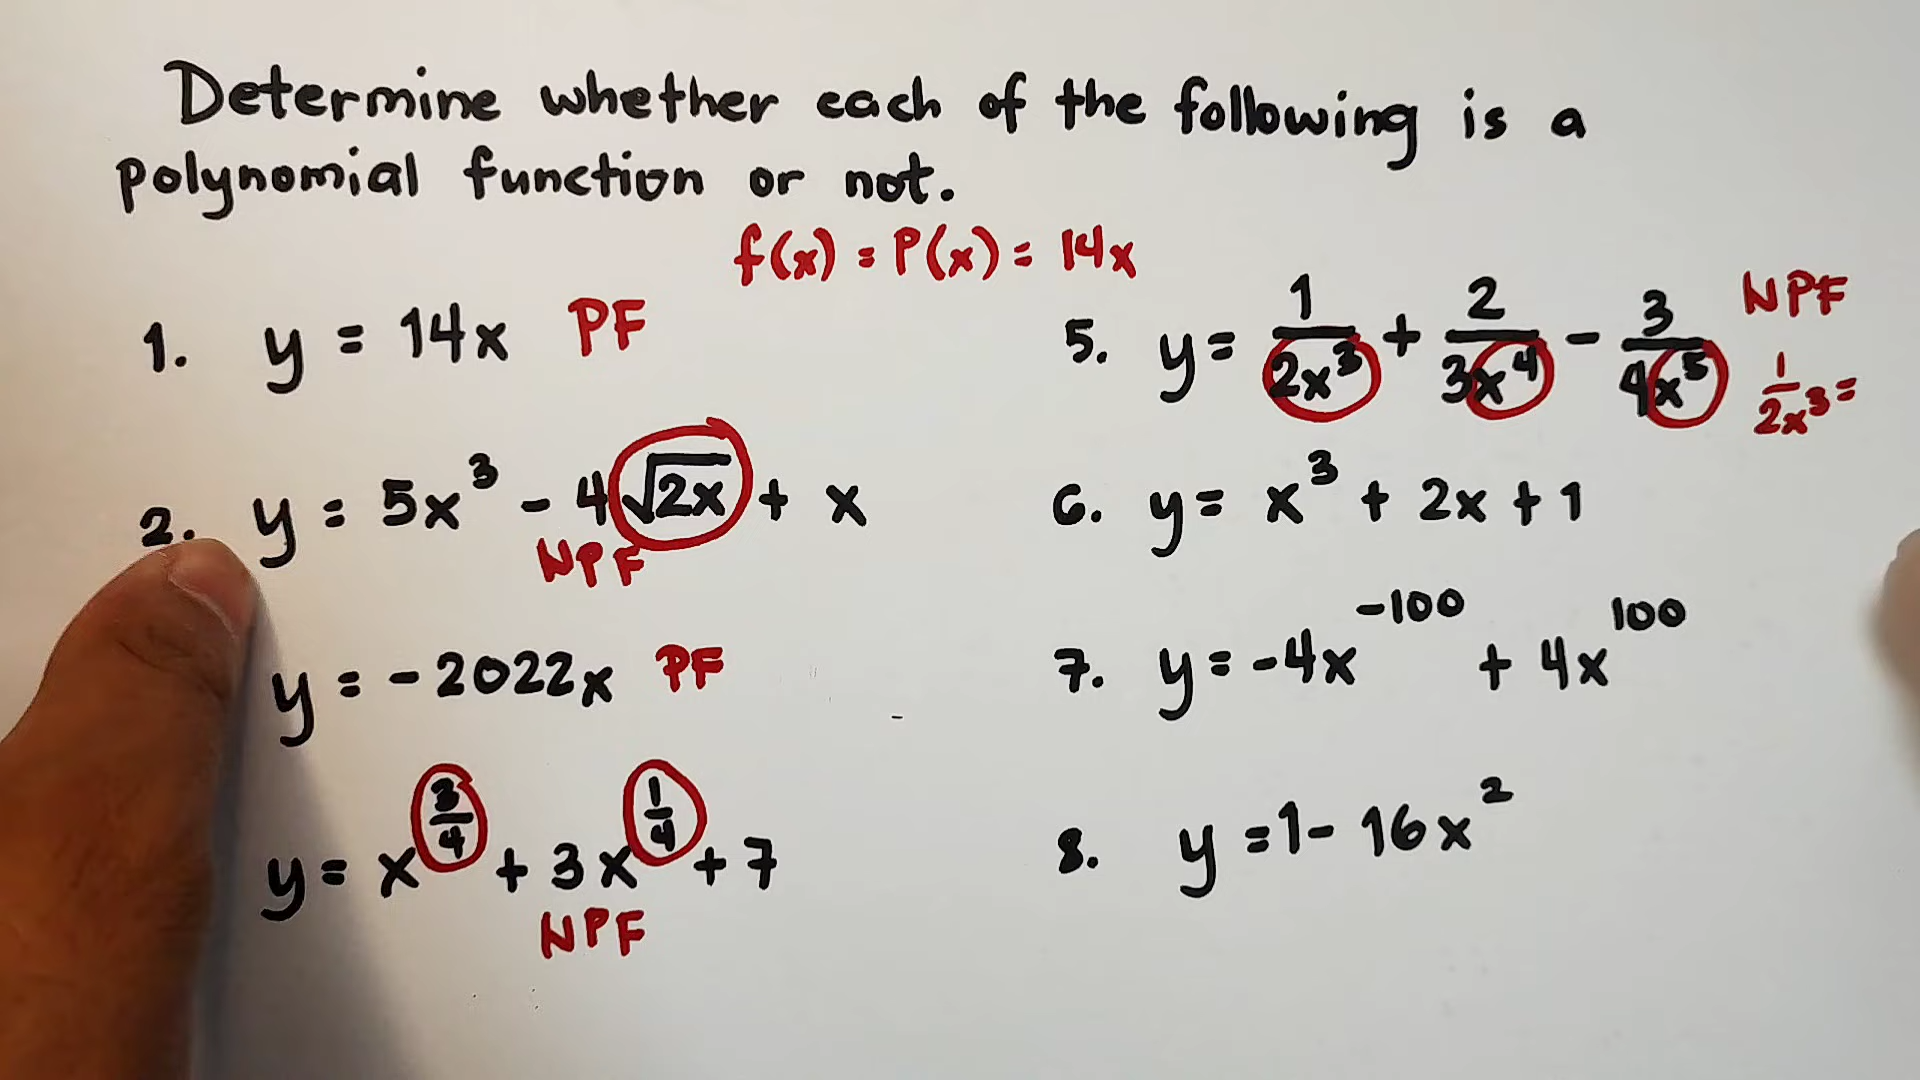 Determine whether each of the following is a
polynomial function or not.
f(x) = P(x) = 14x
1. y = 14x PF
2. y = 5x³ - 4√2x + x
NPF
y = -2022x PF
y = x^3/4 + 3x^1/4 + 7
NPF
5. y = 1/2x³ + 2/3x⁴ - 3/4x⁵ NPF
1/2x³ =
6. y = x³ + 2x + 1
7. y = -4x⁻¹⁰⁰ + 4x¹⁰⁰
8. y = 1 - 16x²